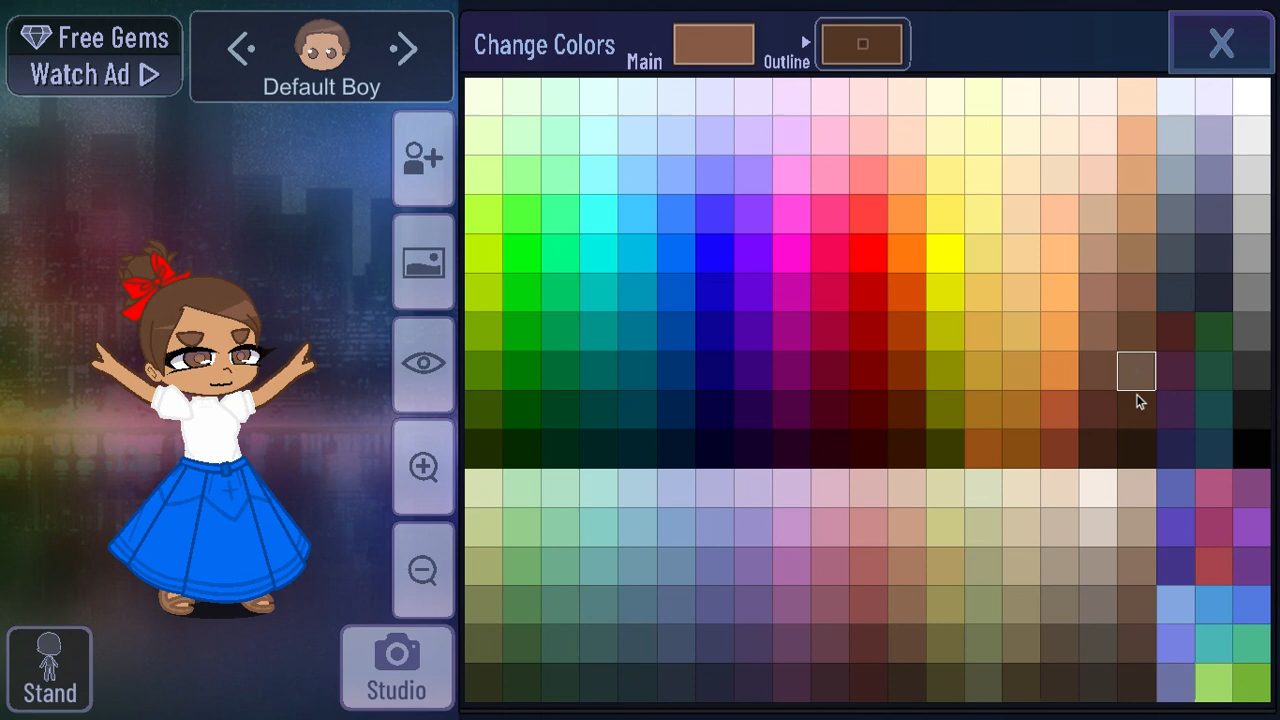 Free Gems
Watch Ad
Default Boy
Change Colors
Main
Outline
X
Stand
Studio